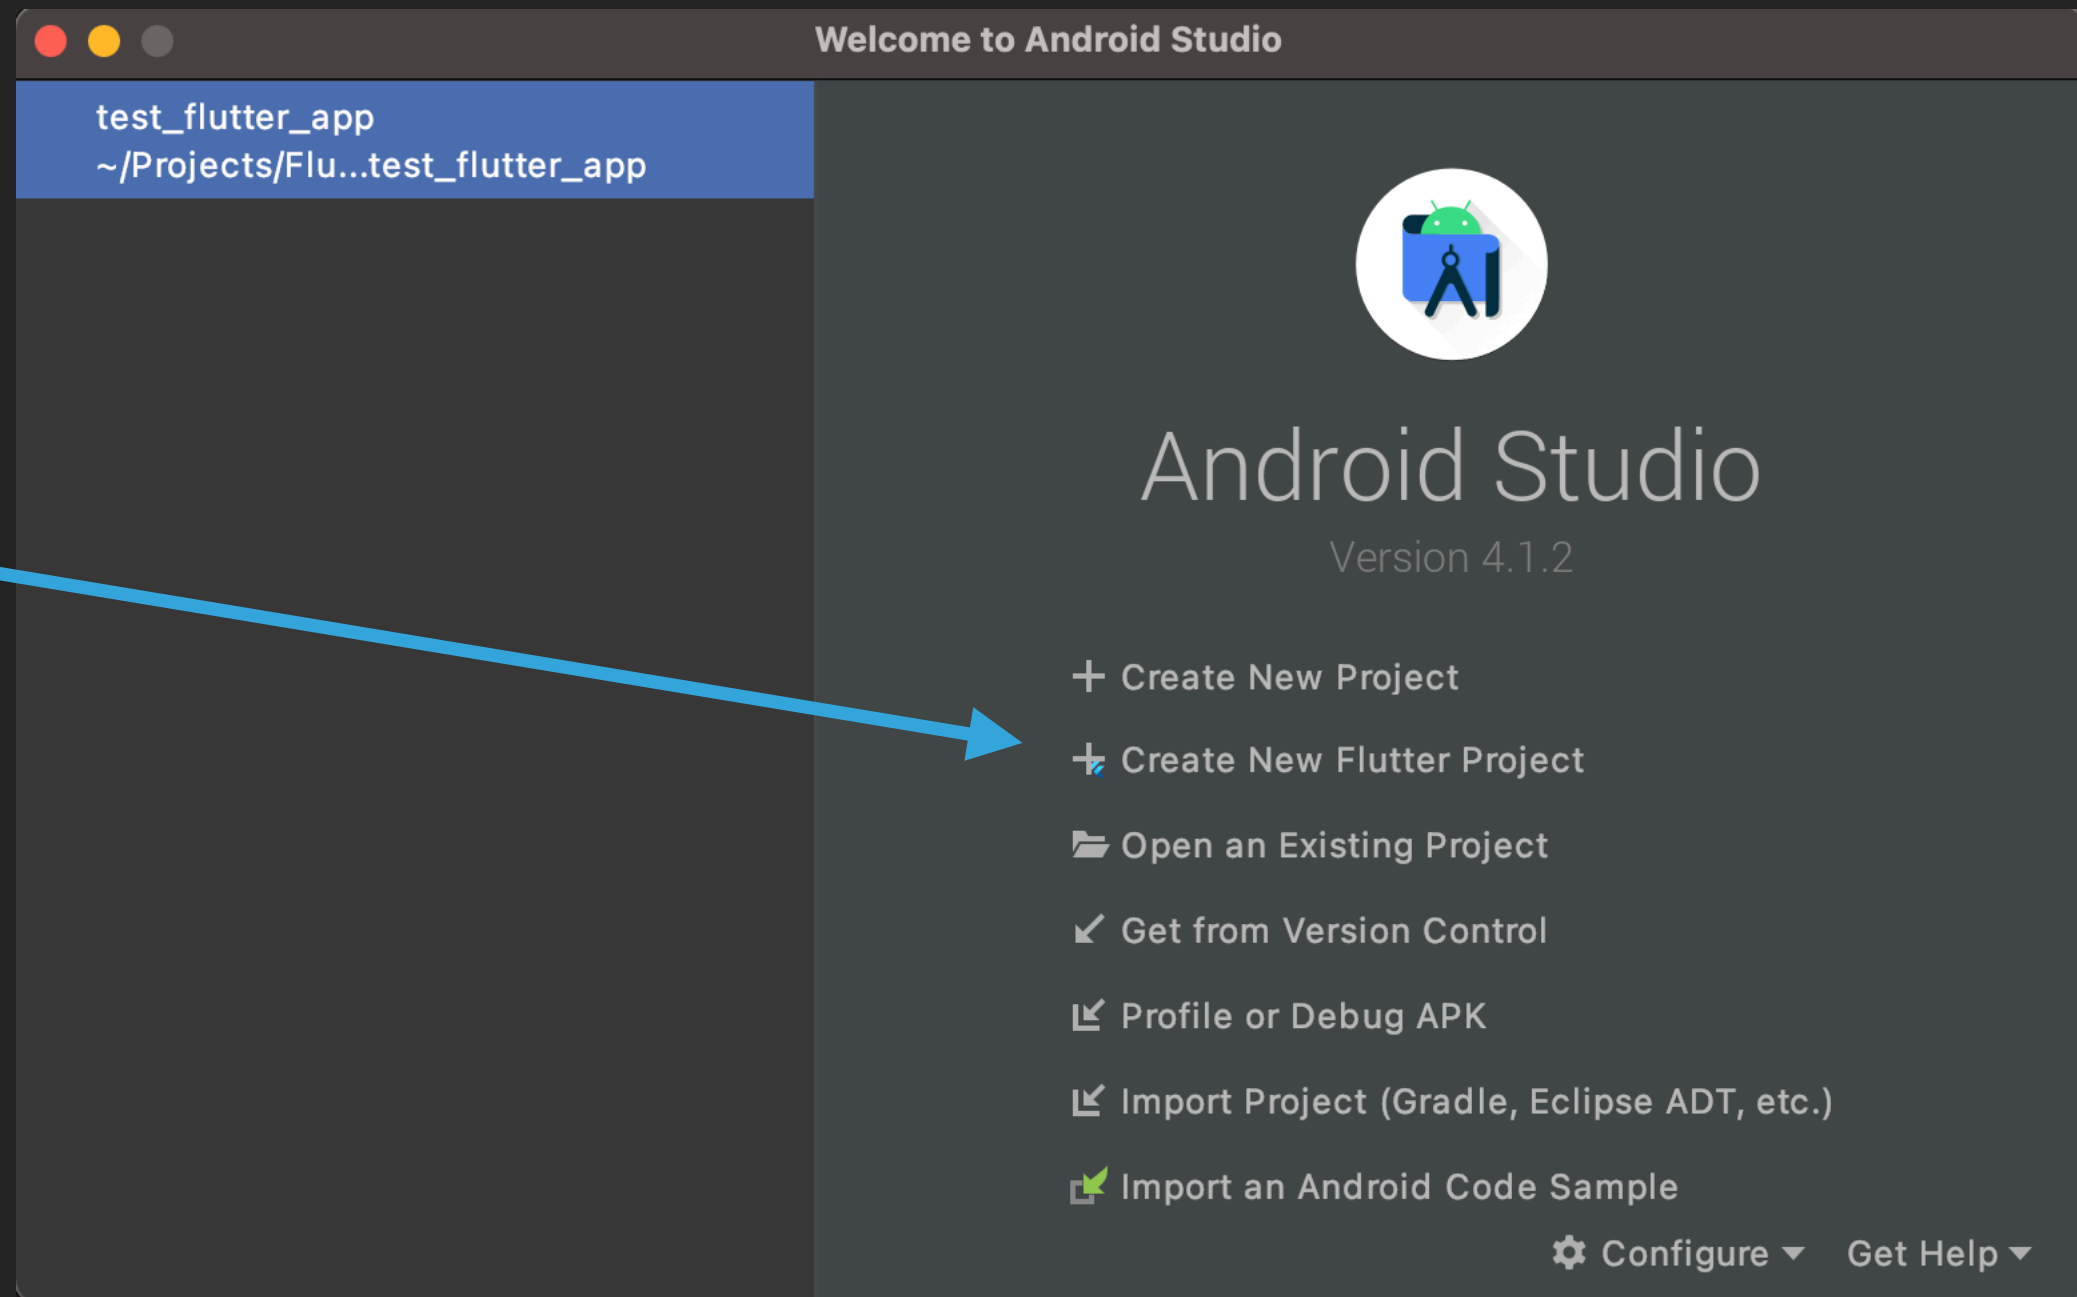 Welcome to Android Studio
test_flutter_app
~/Projects/Flu...test_flutter_app
Android Studio
Version 4.1.2
Create New Project
Create New Flutter Project
Open an Existing Project
Get from Version Control
Profile or Debug APK
Import Project (Gradle, Eclipse ADT, etc.)
Import an Android Code Sample
Configure
Get Help